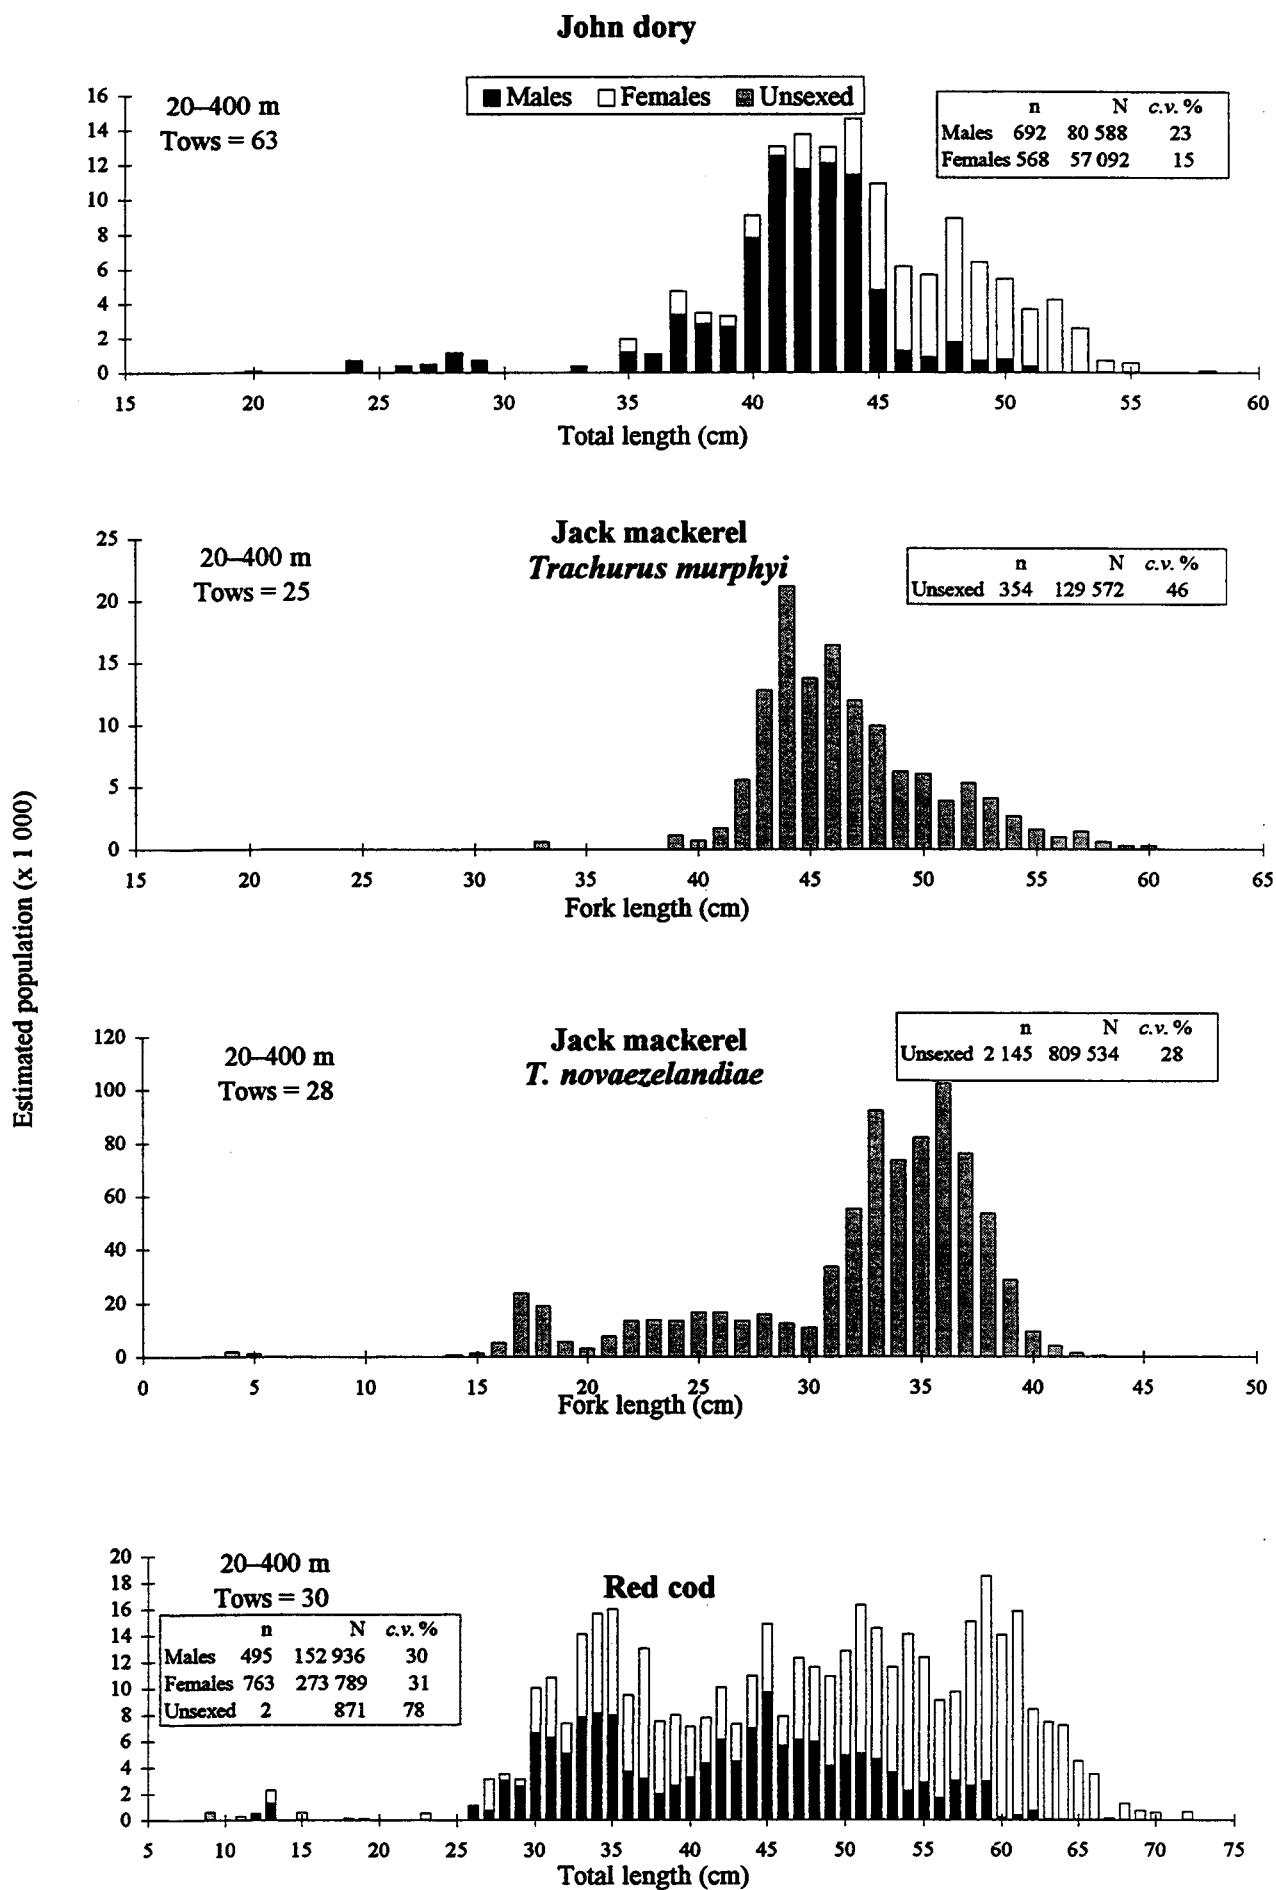 John dory
Males Females Unsexed
20–400 m
Tows = 63
n N c.v. %
Males 692 80 588 23
Females 568 57 092 15
16
14
12
10
8
6
4
2
0
15 20 25 30 35 40 45 50 55 60
Total length (cm)
Jack mackerel
Trachurus murphyi
20–400 m
Tows = 25
n N c.v. %
Unsexed 354 129 572 46
25
20
15
10
5
0
15 20 25 30 35 40 45 50 55 60 65
Fork length (cm)
Estimated population (x 1 000)
Jack mackerel
T. novaezelandiae
20–400 m
Tows = 28
n N c.v. %
Unsexed 2 145 809 534 28
120
100
80
60
40
20
0
0 5 10 15 20 25 30 35 40 45 50
Fork length (cm)
Red cod
20–400 m
Tows = 30
n N c.v. %
Males 495 152 936 30
Females 763 273 789 31
Unsexed 2 871 78
20
18
16
14
12
10
8
6
4
2
0
5 10 15 20 25 30 35 40 45 50 55 60 65 70 75
Total length (cm)